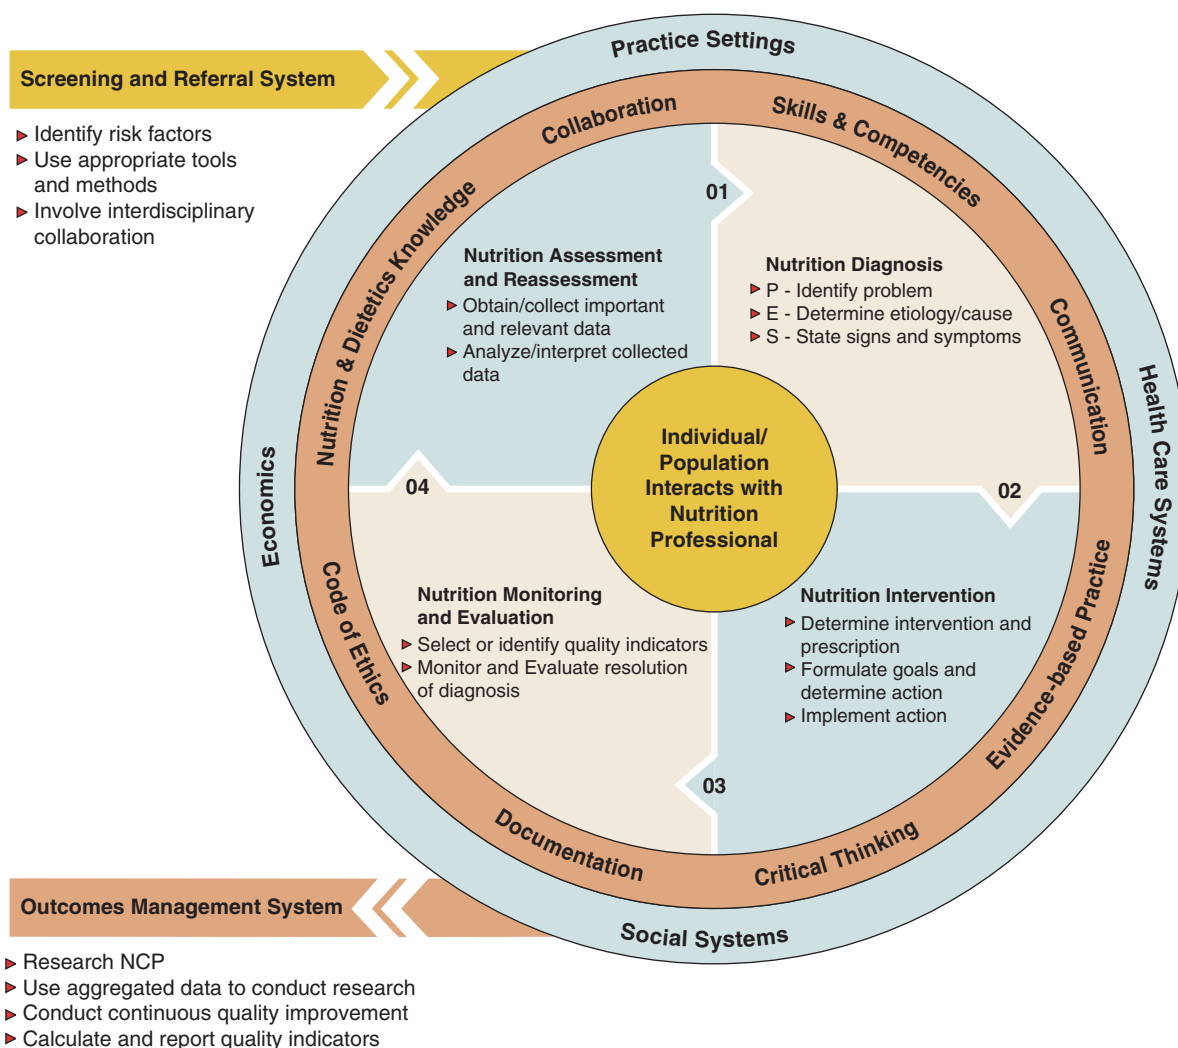 Screening and Referral System
Identify risk factors
Use appropriate tools
and methods
Involve interdisciplinary
collaboration
Practice Settings
Health Care Systems
Social Systems
Economics
Collaboration
Skills & Competencies
Communication
Evidence-based Practice
Critical Thinking
Documentation
Code of Ethics
Nutrition & Dietetics Knowledge
01
Nutrition Assessment
and Reassessment
Obtain/collect important
and relevant data
Analyze/interpret collected
data
Nutrition Diagnosis
P - Identify problem
E - Determine etiology/cause
S - State signs and symptoms
02
Individual/
Population
Interacts with
Nutrition
Professional
Nutrition Intervention
Determine intervention and
prescription
Formulate goals and
determine action
Implement action
03
Nutrition Monitoring
and Evaluation
Select or identify quality indicators
Monitor and Evaluate resolution
of diagnosis
04
Outcomes Management System
Research NCP
Use aggregated data to conduct research
Conduct continuous quality improvement
Calculate and report quality indicators